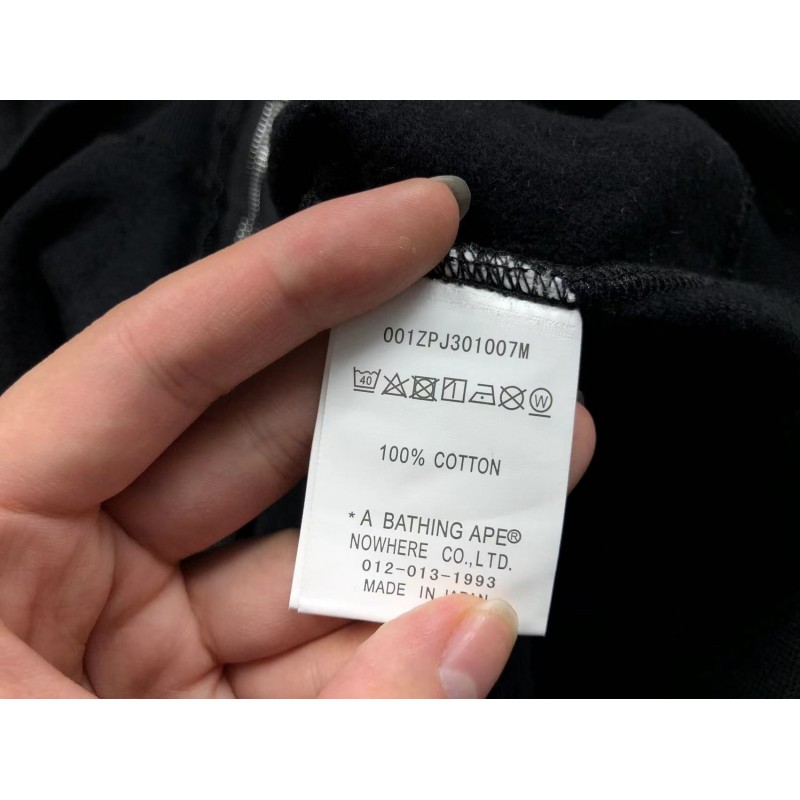 001ZPJ301007M
40 W
100% COTTON
*A BATHING APE®
NOWHERE CO.,LTD.
012-013-1993
MADE IN JAPAN